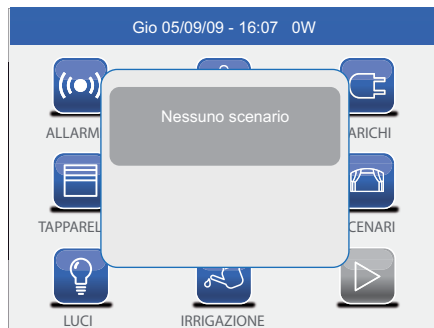 Gio 05/09/09 - 16:07 0W
Nessuno scenario
ALLARM
ARICHI
TAPPAREL
CENARI
LUCI
IRRIGAZIONE